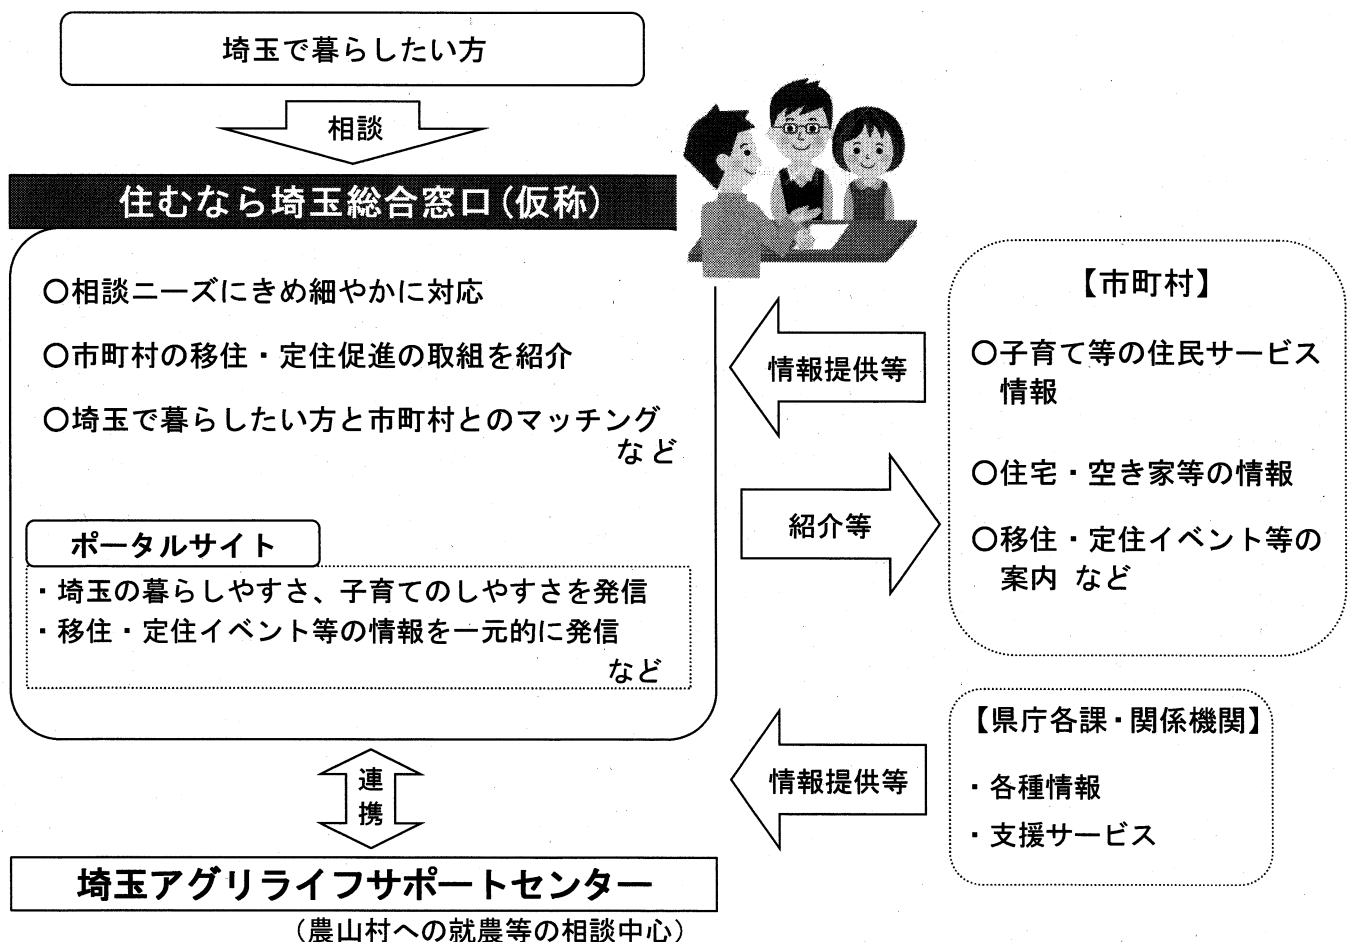 埼玉で暮らしたい方
相談
住むなら埼玉総合窓口(仮称)
〇相談ニーズにきめ細やかに対応
〇市町村の移住・定住促進の取組を紹介
〇埼玉で暮らしたい方と市町村とのマッチング
など
ポータルサイト
・埼玉の暮らしやすさ、子育てのしやすさを発信
・移住・定住イベント等の情報を一元的に発信
など
情報提供等
紹介等
【市町村】
〇子育て等の住民サービス
情報
〇住宅・空き家等の情報
〇移住・定住イベント等の
案内 など
情報提供等
【県庁各課・関係機関】
・各種情報
・支援サービス
連
携
埼玉アグリライフサポートセンター
(農山村への就農等の相談中心)